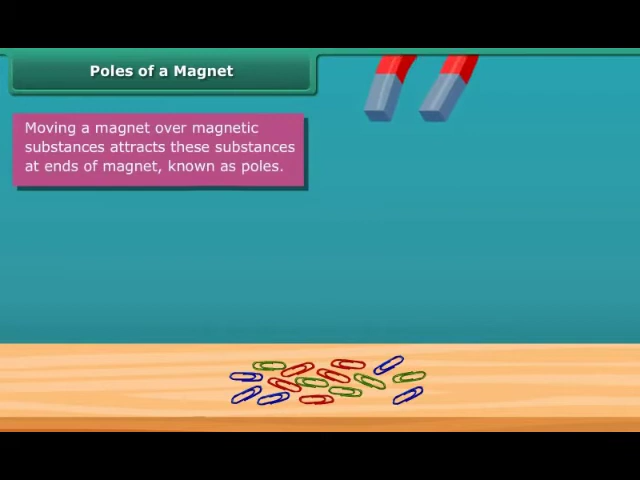 Poles of a Magnet
Moving a magnet over magnetic
substances attracts these substances
at ends of magnet, known as poles.